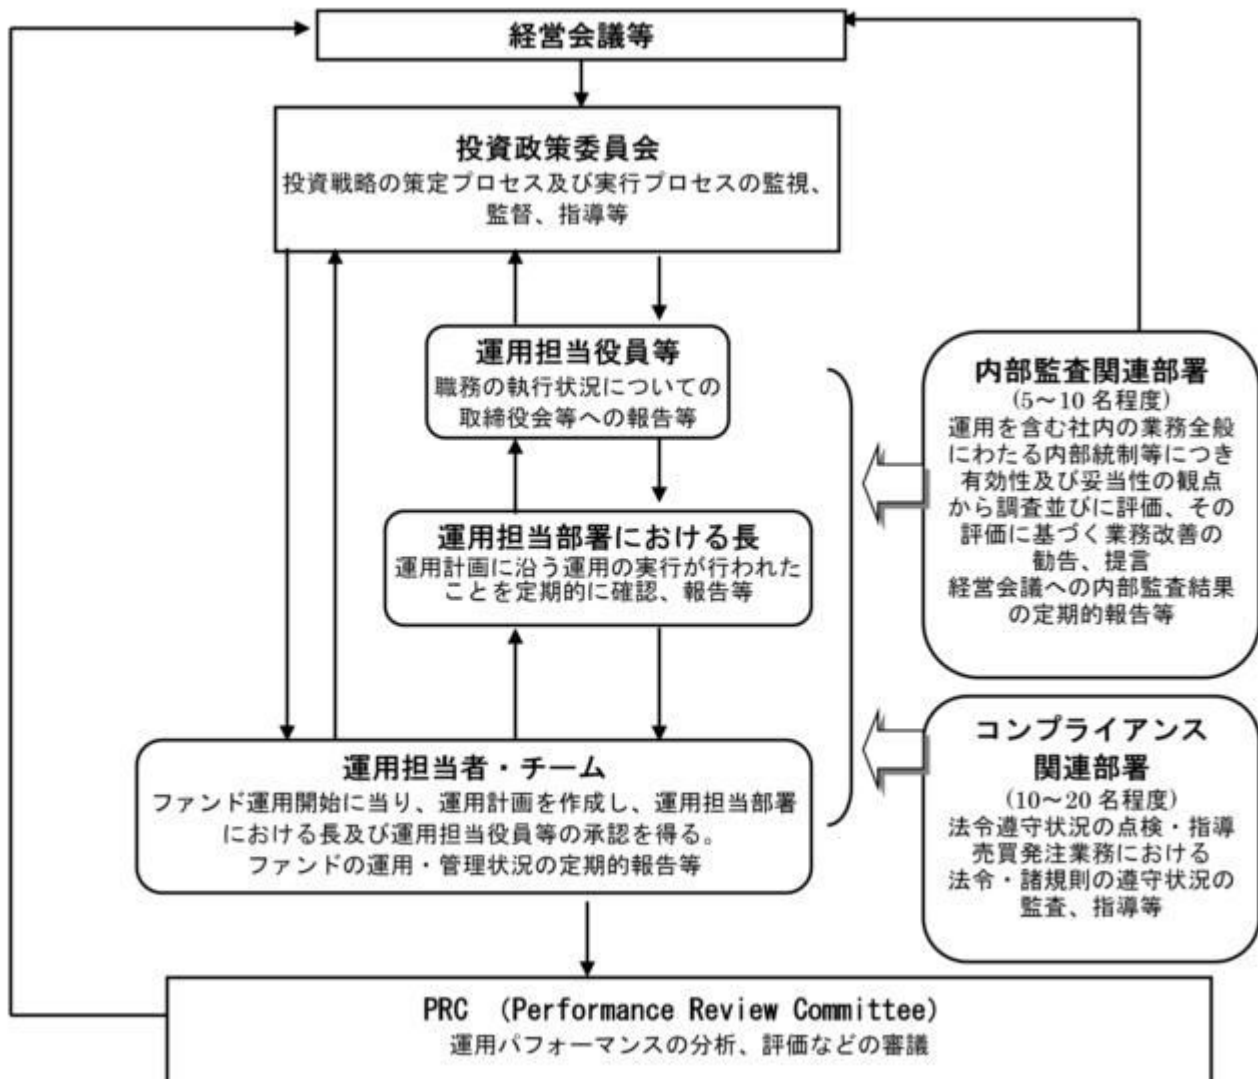 経営会議等
投資政策委員会
投資戦略の策定プロセス及び実行プロセスの監視、
監督、指導等
運用担当役員等
職務の執行状況についての
取締役会等への報告等
運用担当部署における長
運用計画に沿う運用の実行が行われた
ことを定期的に確認、報告等
運用担当者・チーム
ファンド運用開始に当り、運用計画を作成し、運用担当部署
における長及び運用担当役員等の承認を得る。
ファンドの運用・管理状況の定期的報告等
内部監査関連部署
(5～10 名程度)
運用を含む社内の業務全般
にわたる内部統制等につき
有効性及び妥当性の観点
から調査並びに評価、その
評価に基づく業務改善の
勧告、提言
経営会議への内部監査結果
の定期的報告等
コンプライアンス
関連部署
(10～20 名程度)
法令遵守状況の点検・指導
売買発注業務における
法令・諸規則の遵守状況の
監査、指導等
PRC (Performance Review Committee)
運用パフォーマンスの分析、評価などの審議